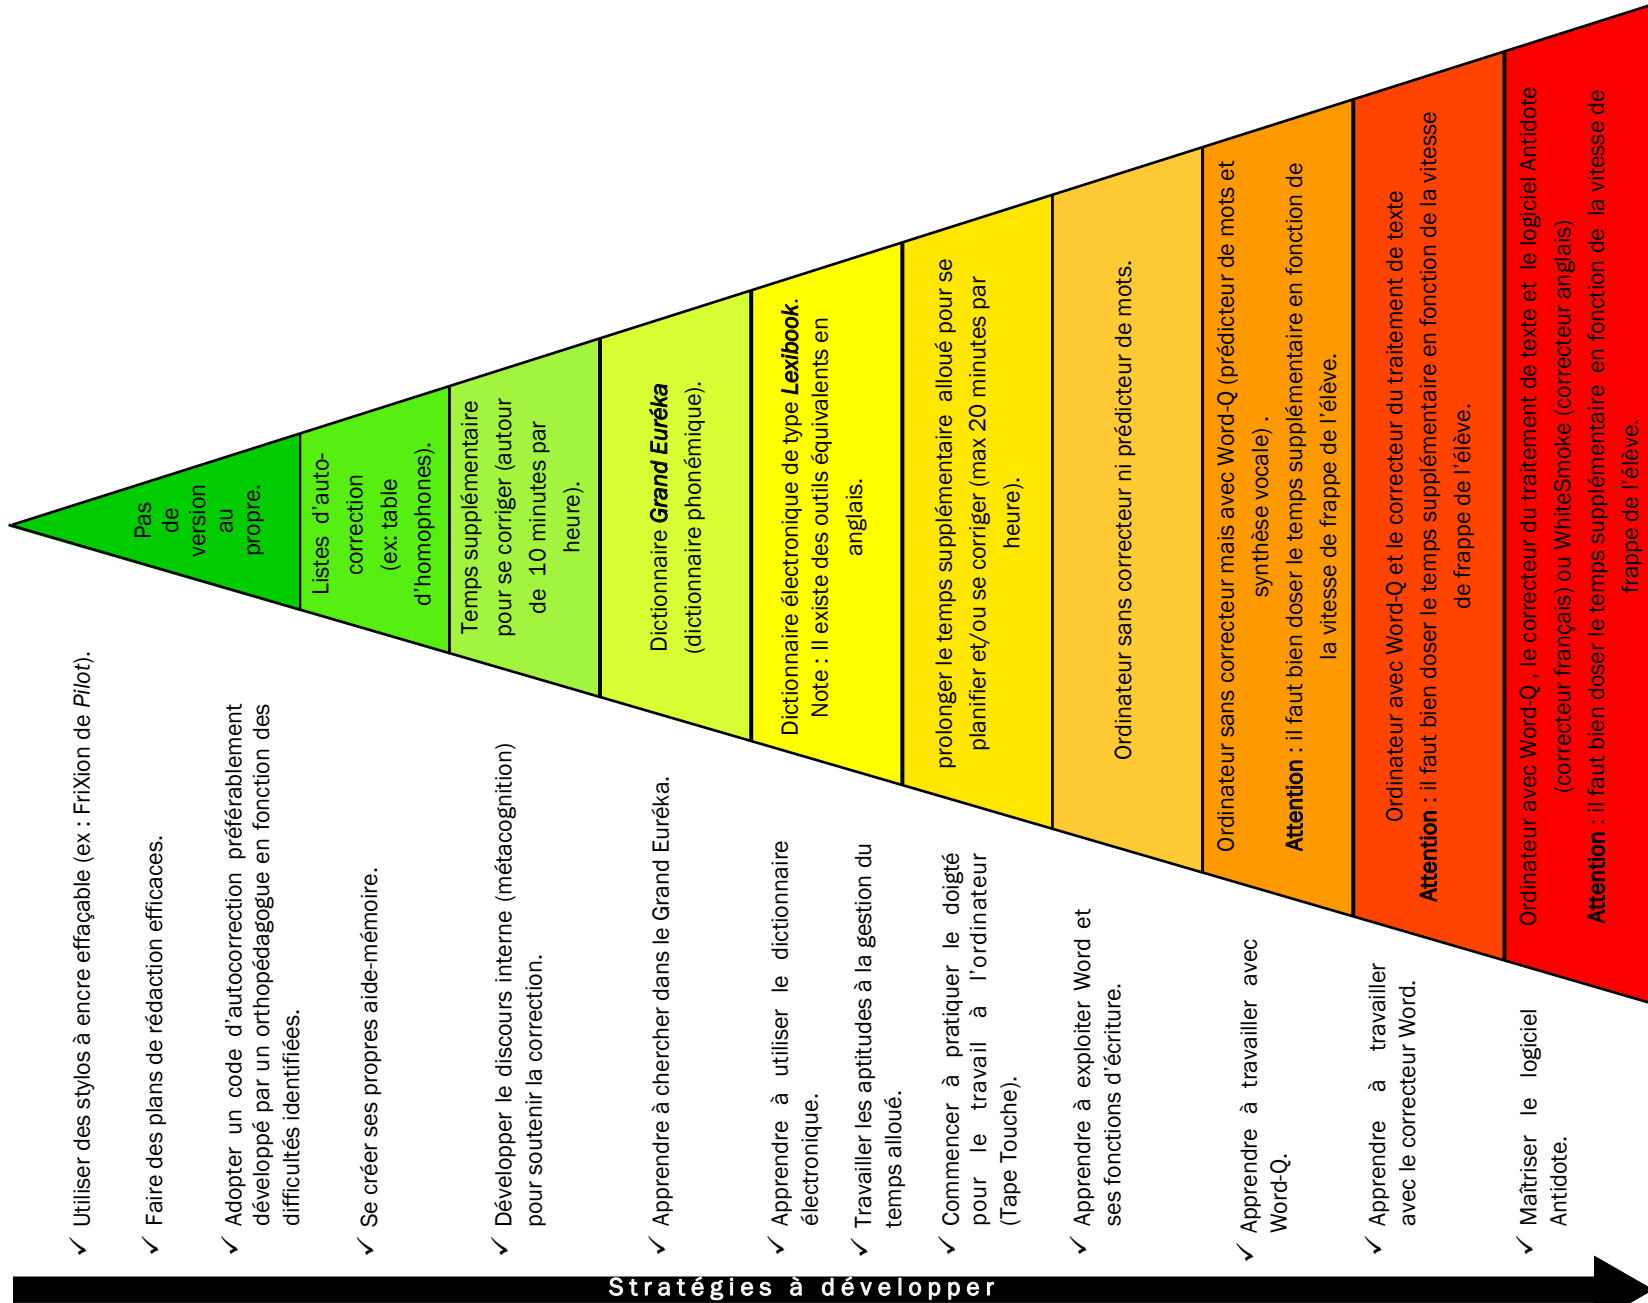 Pas
de
version
au
propre.
Listes d'auto-
correction
(ex: table
d'homophones).
Temps supplémentaire
pour se corriger (autour
de 10 minutes par
heure).
Dictionnaire Grand Euréka
(dictionnaire phonémique).
Dictionnaire électronique de type Lexibook.
Note : Il existe des outils équivalents en
anglais.
prolonger le temps supplémentaire alloué pour se
planifier et/ou se corriger (max 20 minutes par
heure).
Ordinateur sans correcteur ni prédicteur de mots.
Ordinateur sans correcteur mais avec Word-Q (prédicteur de mots et
synthèse vocale) .
Attention : il faut bien doser le temps supplémentaire en fonction de
la vitesse de frappe de l'élève.
Ordinateur avec Word-Q et le correcteur du traitement de texte
Attention : il faut bien doser le temps supplémentaire en fonction de la vitesse
de frappe de l'élève.
Ordinateur avec Word-Q , le correcteur du traitement de texte et le logiciel Antidote
(correcteur français) ou WhiteSmoke (correcteur anglais)
Attention : il faut bien doser le temps supplémentaire en fonction de la vitesse de
frappe de l'élève.
✓ Utiliser des stylos à encre effaçable (ex : FriXion de Pilot).
✓ Faire des plans de rédaction efficaces.
✓ Adopter un code d'autocorrection préférablement
développé par un orthopédagogue en fonction des
difficultés identifiées.
✓ Se créer ses propres aide-mémoire.
✓ Développer le discours interne (métacognition)
pour soutenir la correction.
✓ Apprendre à chercher dans le Grand Euréka.
✓ Apprendre à utiliser le dictionnaire
électronique.
✓ Travailler les aptitudes à la gestion du
temps alloué.
✓ Commencer à pratiquer le doigté
pour le travail à l'ordinateur
(Tape Touche).
✓ Apprendre à exploiter Word et
ses fonctions d'écriture.
✓ Apprendre à travailler avec
Word-Q.
✓ Apprendre à travailler
avec le correcteur Word.
✓ Maîtriser le logiciel
Antidote.
Stratégies à développer